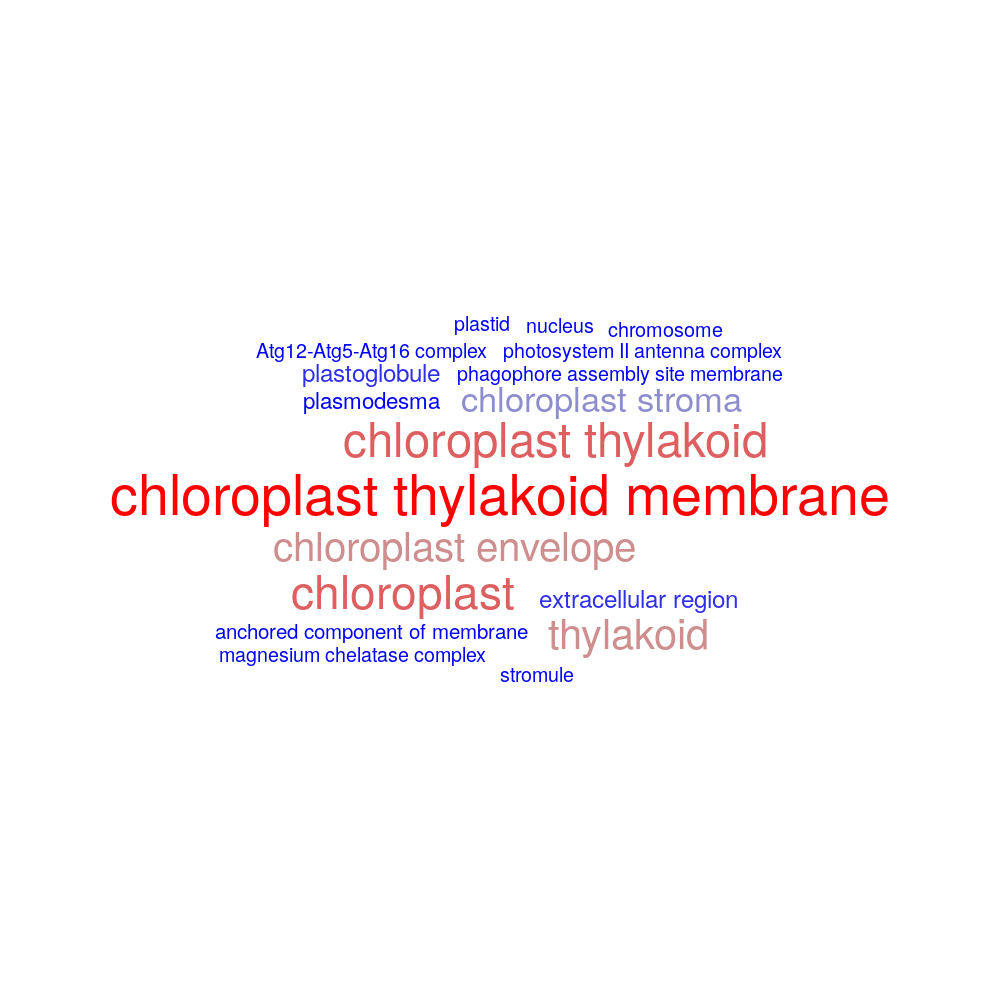 plastid nucleus chromosome
Atg12-Atg5-Atg16 complex photosystem II antenna complex
plastoglobule phagophore assembly site membrane
plasmodesma chloroplast stroma
chloroplast thylakoid
chloroplast thylakoid membrane
chloroplast envelope
chloroplast extracellular region
anchored component of membrane thylakoid
magnesium chelatase complex
stromule